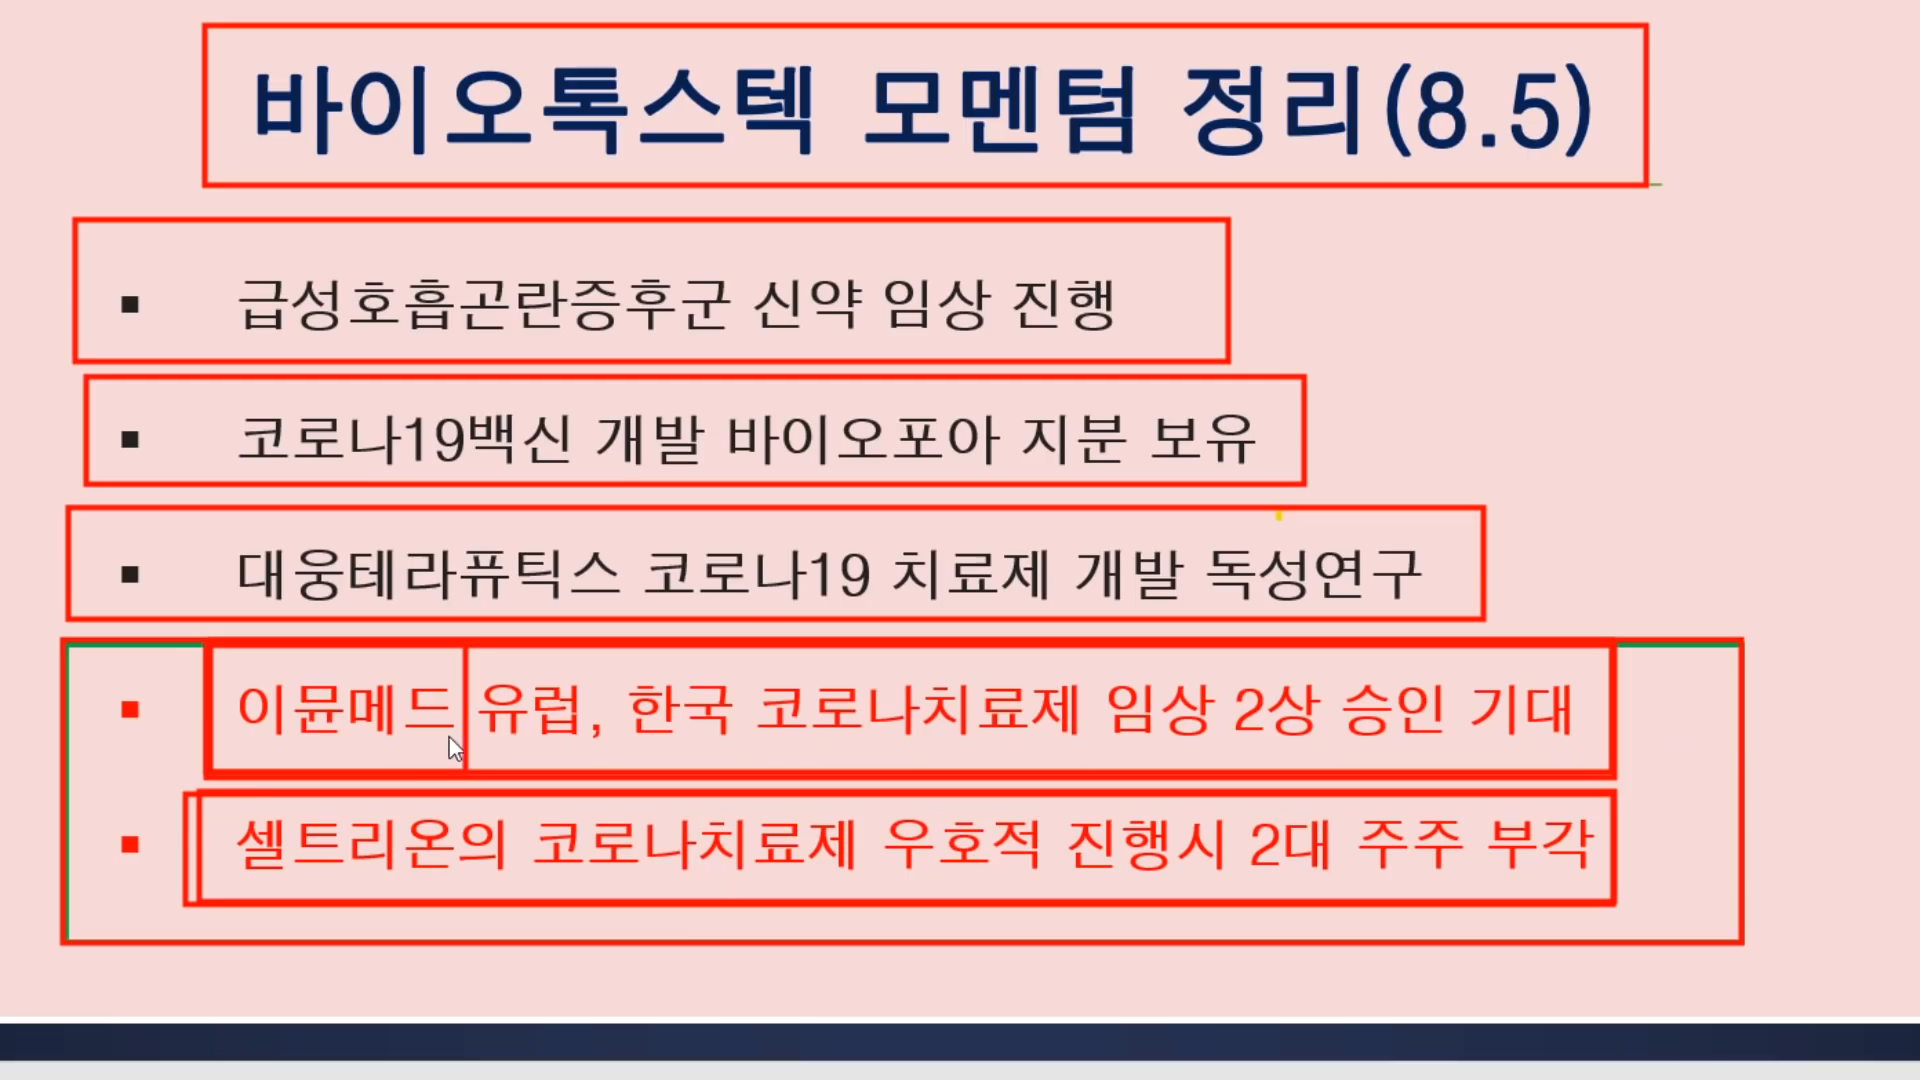 바이오톡스텍 모멘텀 정리(8.5)
▪ 급성호흡곤란증후군 신약 임상 진행
▪ 코로나19백신 개발 바이오포아 지분 보유
▪ 대웅테라퓨틱스 코로나19 치료제 개발 독성연구
▪ 이뮨메드 유럽, 한국 코로나치료제 임상 2상 승인 기대
▪ 셀트리온의 코로나치료제 우호적 진행시 2대 주주 부각